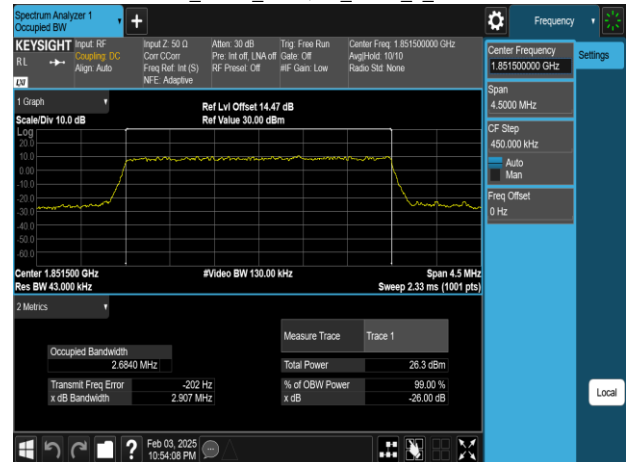 Spectrum Analyzer 1
Occupied BW
Frequency
KEYSIGHT
RL
LXI
Input: RF
Coupling: DC
Align: Auto
Input Z: 50 Ω
Corr CCorr
Freq Ref: Int (S)
NFE: Adaptive
Atten: 30 dB
Pre: Int off, LNA off
RF Presel: Off
Trig: Free Run
Gate: Off
#IF Gain: Low
Center Freq: 1.851500000 GHz
Avg|Hold: 10/10
Radio Std: None
Center Frequency
1.851500000 GHz
Settings
Span
4.5000 MHz
CF Step
450.000 kHz
Auto
Man
Freq Offset
0 Hz
Local
1 Graph
Scale/Div 10.0 dB
Ref Lvl Offset 14.47 dB
Ref Value 30.00 dBm
Log
20.0
10.0
0.00
-10.0
-20.0
-30.0
-40.0
-50.0
-60.0
Center 1.851500 GHz
Res BW 43.000 kHz
#Video BW 130.00 kHz
Span 4.5 MHz
Sweep 2.33 ms (1001 pts)
2 Metrics
Measure Trace
Trace 1
Occupied Bandwidth
2.6840 MHz
Total Power
26.3 dBm
Transmit Freq Error
-202 Hz
% of OBW Power
99.00 %
x dB Bandwidth
2.907 MHz
x dB
-26.00 dB
?
Feb 03, 2025
10:54:08 PM